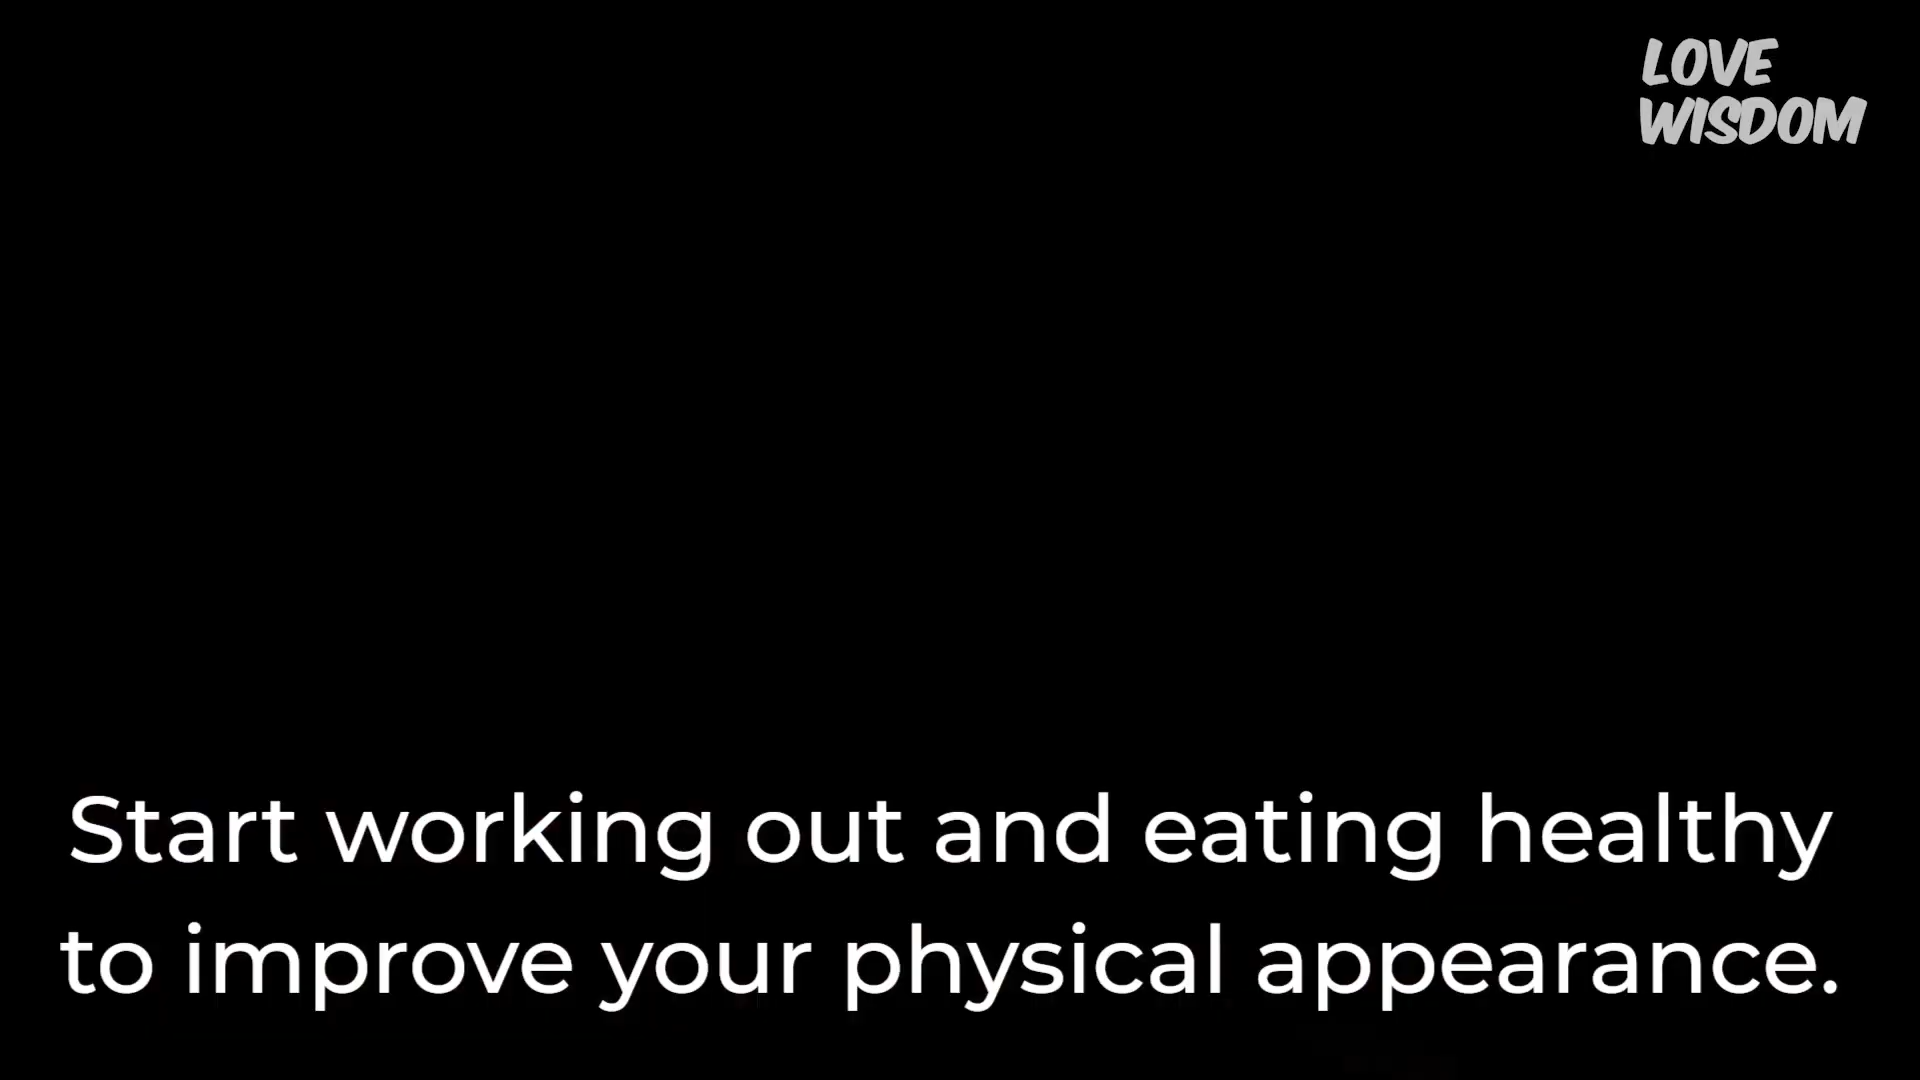 LOVE
WISDOM
Start working out and eating healthy
to improve your physical appearance.